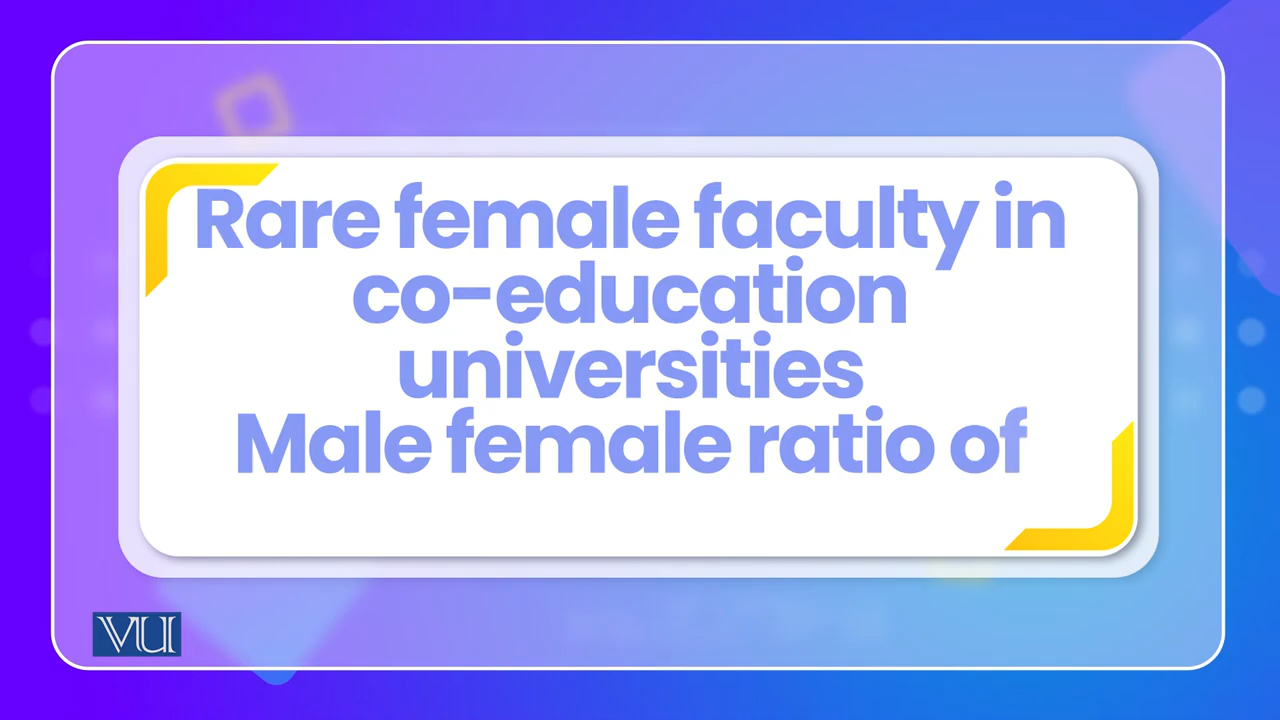 Rare female faculty in
co-education
universities
Male female ratio of
VU